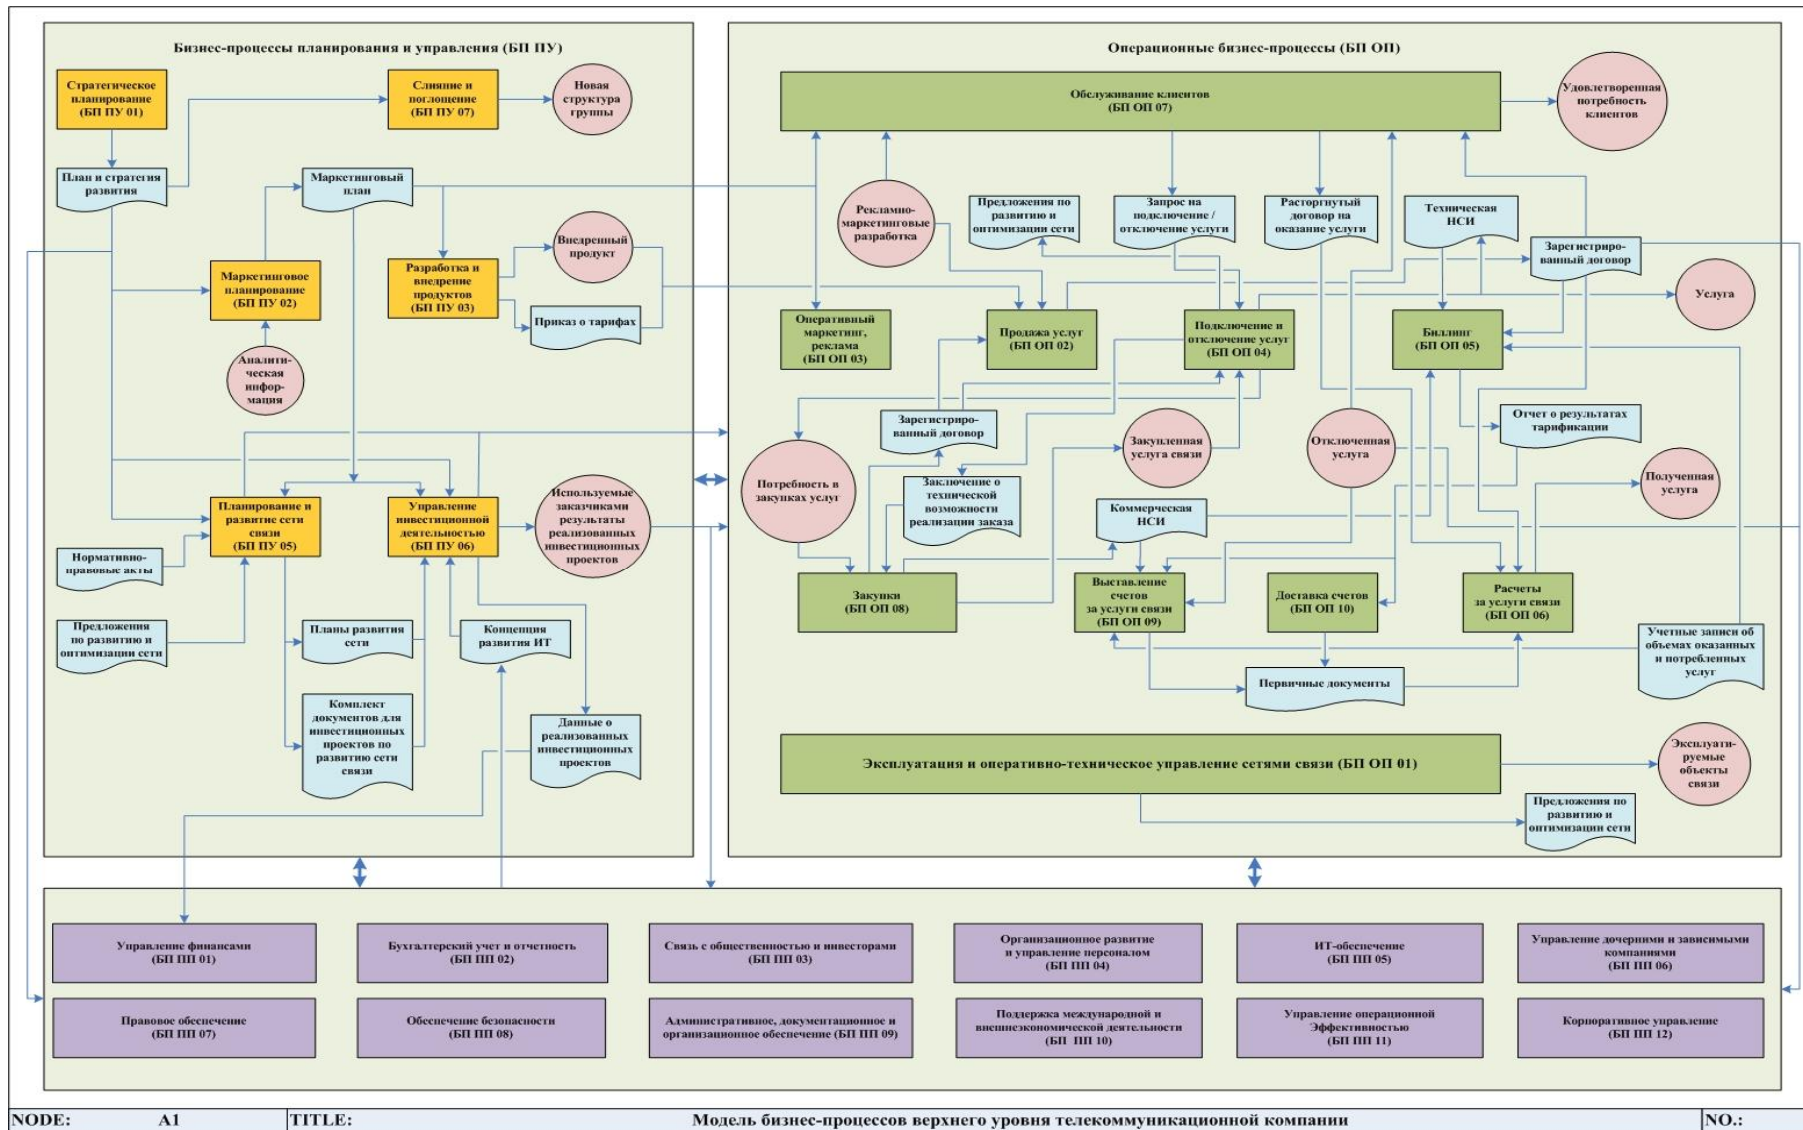 Бизнес-процессы планирования и управления (БП ПУ)
Стратегическое
планирование
(БП ПУ 01)
Слияние и
поглощение
(БП ПУ 07)
Новая
структура
группы
План и стратегия
развития
Маркетинговый
план
Внедренный
продукт
Маркетинговое
планирование
(БП ПУ 02)
Разработка и
внедрение
продуктов
(БП ПУ 03)
Приказ о тарифах
Аналити-
ческая
инфор-
мация
Планирование и
развитие сети
связи
(БП ПУ 05)
Управление
инвестиционной
деятельностью
(БП ПУ 06)
Используемые
заказчиками
результаты
реализованных
инвестиционных
проектов
Нормативно-
правовые акты
Предложения
по развитию и
оптимизации сети
Планы развития
сети
Концепция
развития ИТ
Комплект
документов для
инвестиционных
проектов по
развитию сети
связи
Данные о
реализованных
инвестиционных
проектов
Операционные бизнес-процессы (БП ОП)
Обслуживание клиентов
(БП ОП 07)
Удовлетворенная
потребность
клиентов
Рекламно-
маркетинговые
разработка
Предложения по
развитию и
оптимизации сети
Запрос на
подключение /
отключение услуги
Расторгнутый
договор на
оказание услуги
Техническая
НСИ
Зарегистриро-
ванный договор
Услуга
Оперативный
маркетинг,
реклама
(БП ОП 03)
Продажа услуг
(БП ОП 02)
Подключение и
отключение услуг
(БП ОП 04)
Биллинг
(БП ОП 05)
Зарегистриро-
ванный договор
Закупленная
услуга связи
Отключенная
услуга
Отчет о результатах
тарификации
Потребность в
закупках услуг
Заключение о
технической
возможности
реализации заказа
Коммерческая
НСИ
Полученная
услуга
Закупки
(БП ОП 08)
Выставление
счетов
за услуги связи
(БП ОП 09)
Доставка счетов
(БП ОП 10)
Расчеты
за услуги связи
(БП ОП 06)
Учетные записи об
объемах оказанных
и потребленных
услуг
Первичные документы
Эксплуатация и оперативно-техническое управление сетями связи (БП ОП 01)
Эксплуати-
руемые
объекты
связи
Предложения по
развитию и
оптимизации сети
Управление финансами
(БП ПП 01)
Бухгалтерский учет и отчетность
(БП ПП 02)
Связь с общественностью и инвесторами
(БП ПП 03)
Организационное развитие
и управление персоналом
(БП ПП 04)
ИТ-обеспечение
(БП ПП 05)
Управление дочерними и зависимыми
компаниями
(БП ПП 06)
Правовое обеспечение
(БП ПП 07)
Обеспечение безопасности
(БП ПП 08)
Административное, документационное и
организационное обеспечение (БП ПП 09)
Поддержка международной и
внешнеэкономической деятельности
(БП ПП 10)
Управление операционной
Эффективностью
(БП ПП 11)
Корпоративное управление
(БП ПП 12)
NODE: A1 TITLE: Модель бизнес-процессов верхнего уровня телекоммуникационной компании NO.: